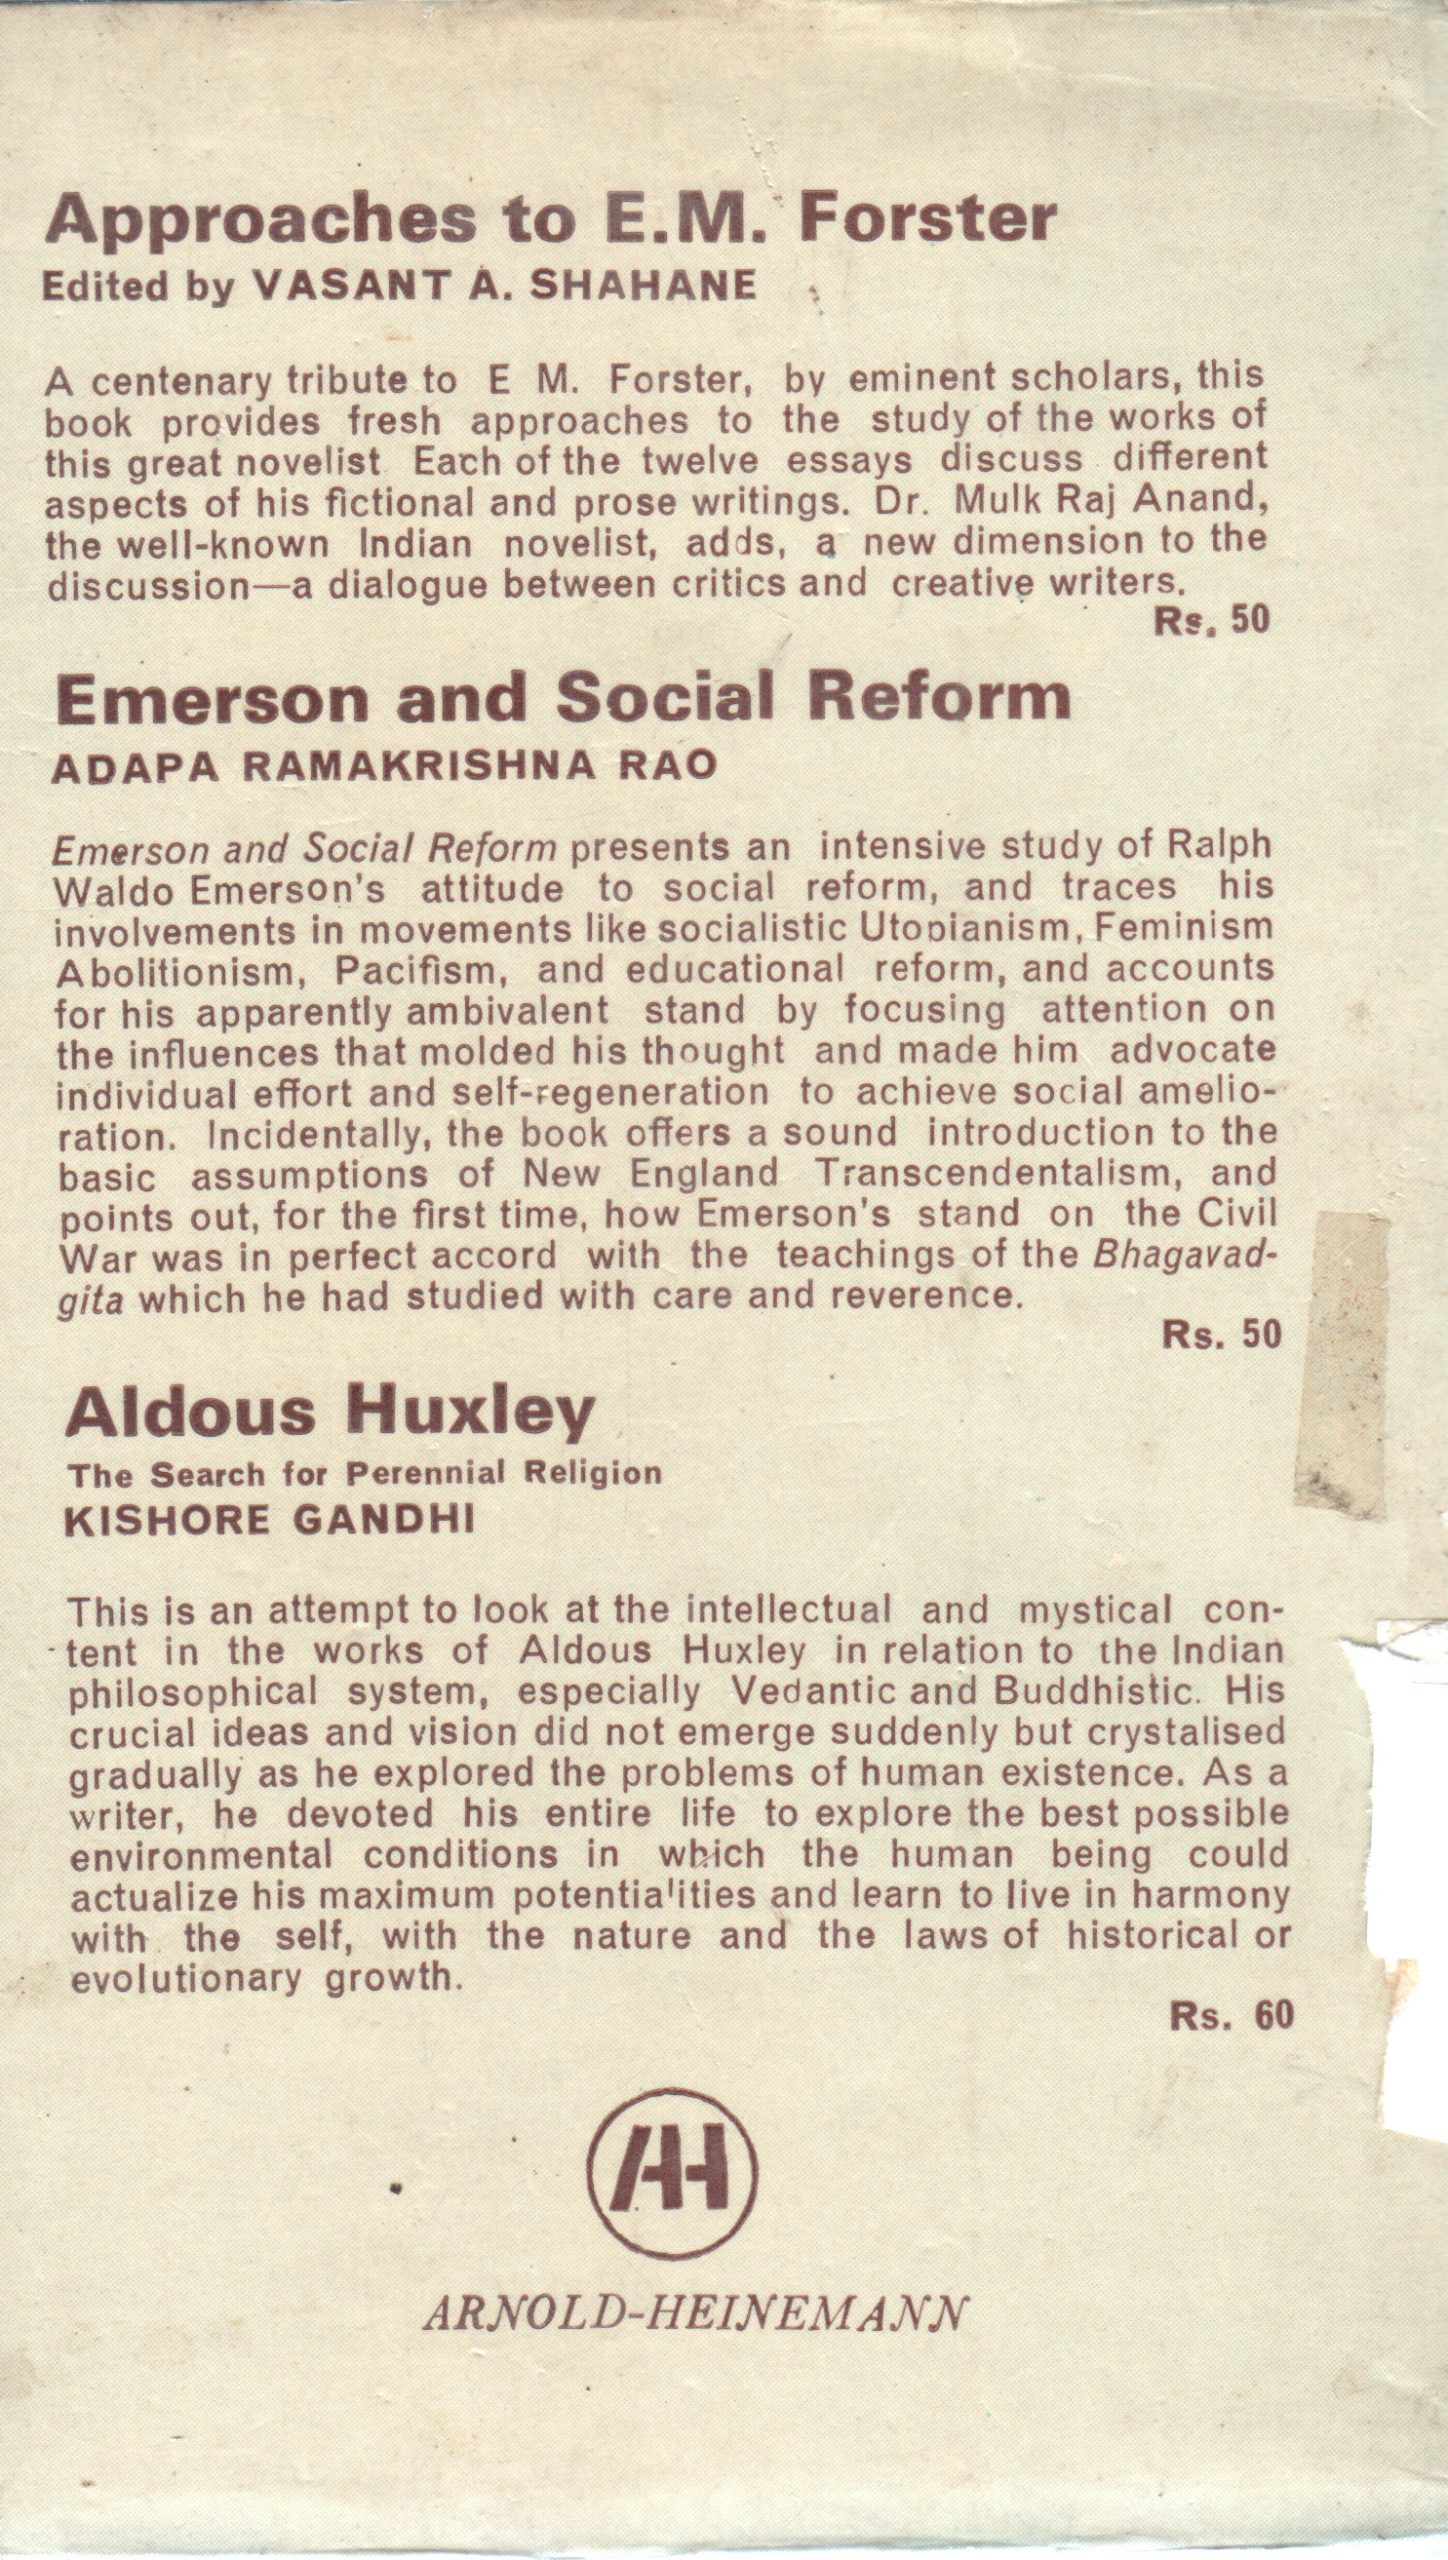 Approaches to E.M. Forster
Edited by VASANT A. SHAHANE
A centenary tribute to E M. Forster, by eminent scholars, this
book provides fresh approaches to the study of the works of
this great novelist Each of the twelve essays discuss different
aspects of his fictional and prose writings. Dr. Mulk Raj Anand,
the well-known Indian novelist, adds, a new dimension to the
discussion—a dialogue between critics and creative writers.
Rs. 50
Emerson and Social Reform
ADAPA RAMAKRISHNA RAO
Emerson and Social Reform presents an intensive study of Ralph
Waldo Emerson's attitude to social reform, and traces his
involvements in movements like socialistic Utopianism, Feminism
Abolitionism, Pacifism, and educational reform, and accounts
for his apparently ambivalent stand by focusing attention on
the influences that molded his thought and made him advocate
individual effort and self-regeneration to achieve social amelio-
ration. Incidentally, the book offers a sound introduction to the
basic assumptions of New England Transcendentalism, and
points out, for the first time, how Emerson's stand on the Civil
War was in perfect accord with the teachings of the Bhagavad-
gita which he had studied with care and reverence.
Rs. 50
Aldous Huxley
The Search for Perennial Religion
KISHORE GANDHI
This is an attempt to look at the intellectual and mystical con-
tent in the works of Aldous Huxley in relation to the Indian
philosophical system, especially Vedantic and Buddhistic. His
crucial ideas and vision did not emerge suddenly but crystalised
gradually as he explored the problems of human existence. As a
writer, he devoted his entire life to explore the best possible
environmental conditions in which the human being could
actualize his maximum potentialities and learn to live in harmony
with the self, with the nature and the laws of historical or
evolutionary growth.
Rs. 60
AH
ARNOLD-HEINEMANN